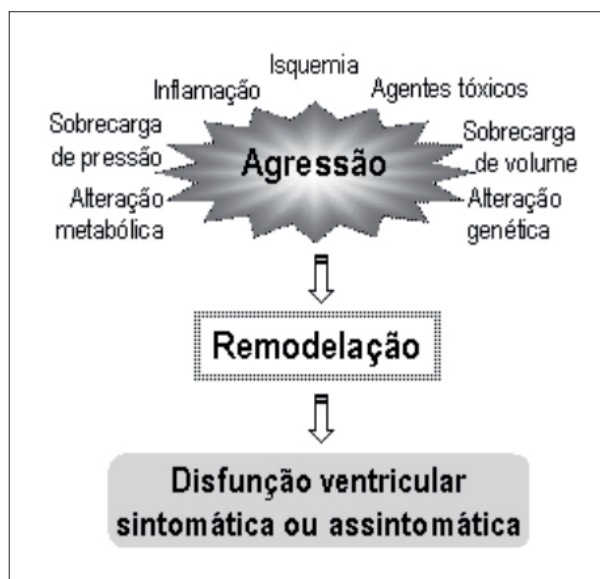 Isquemia
Inflamação
Agentes tóxicos
Sobrecarga
de pressão
Sobrecarga
de volume
Agressão
Alteração
metabólica
Alteração
genética
Remodelação
Disfunção ventricular
sintomática ou assintomática